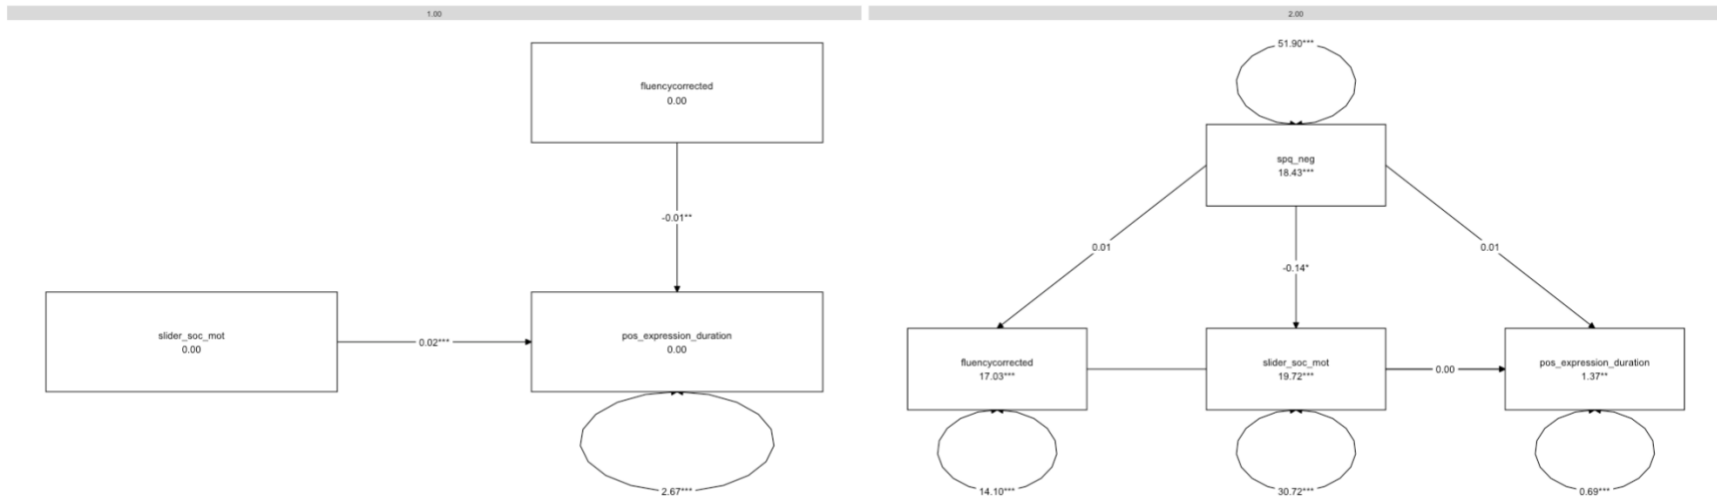 1.00
fluencycorrected
0.00
-0.01**
slider_soc_mot
0.00
0.02***
pos_expression_duration
0.00
2.67***
2.00
51.90***
spq_neg
18.43***
0.01
-0.14*
0.01
fluencycorrected
17.03***
slider_soc_mot
19.72***
0.00
pos_expression_duration
1.37**
14.10***
30.72***
0.69***